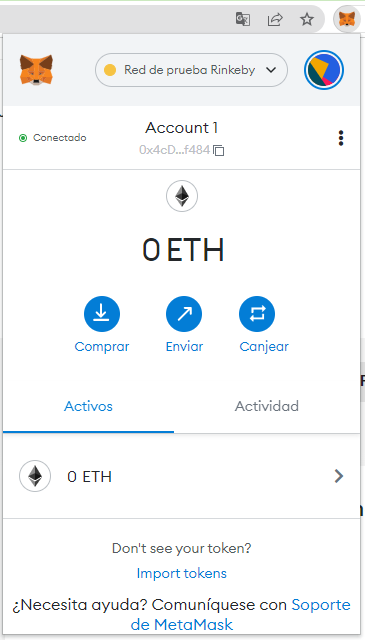 Red de prueba Rinkeby
Conectado
Account 1
0x4cD...f484
0 ETH
Comprar
Enviar
Canjear
Activos
Actividad
0 ETH
Don't see your token?
Import tokens
¿Necesita ayuda? Comuníquese con Soporte
de MetaMask